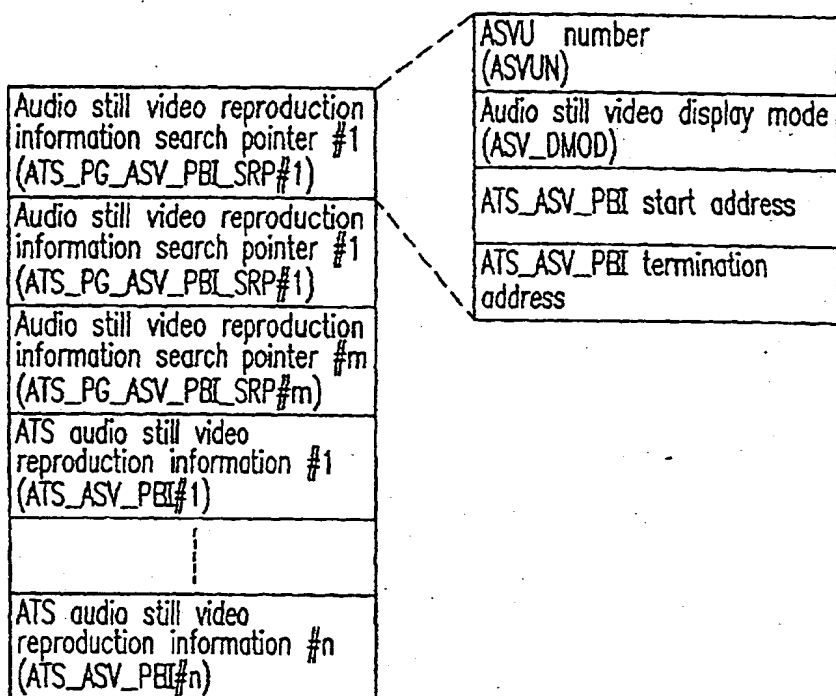 Audio still video reproduction
information search pointer #1
(ATS_PG_ASV_PBI_SRP#1)
Audio still video reproduction
information search pointer #1
(ATS_PG_ASV_PBI_SRP#1)
Audio still video reproduction
information search pointer #m
(ATS_PG_ASV_PBI_SRP#m)
ATS audio still video
reproduction information #1
(ATS_ASV_PBI#1)
ATS audio still video
reproduction information #n
(ATS_ASV_PBI#n)
ASVU number
(ASVUN)
Audio still video display mode
(ASV_DMOD)
ATS_ASV_PBI start address
ATS_ASV_PBI termination
address